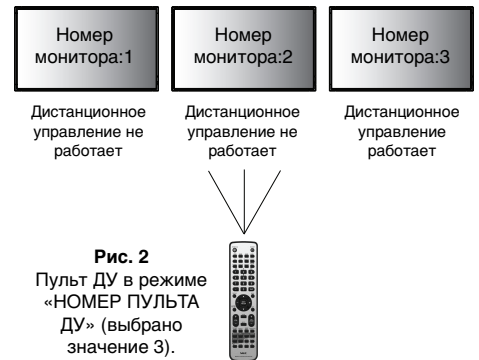 Номер
монитора:1
Номер
монитора:2
Номер
монитора:3
Дистанционное
управление не
работает
Дистанционное
управление не
работает
Дистанционное
управление
работает
Рис. 2
Пульт ДУ в режиме
«НОМЕР ПУЛЬТА
ДУ» (выбрано
значение 3).